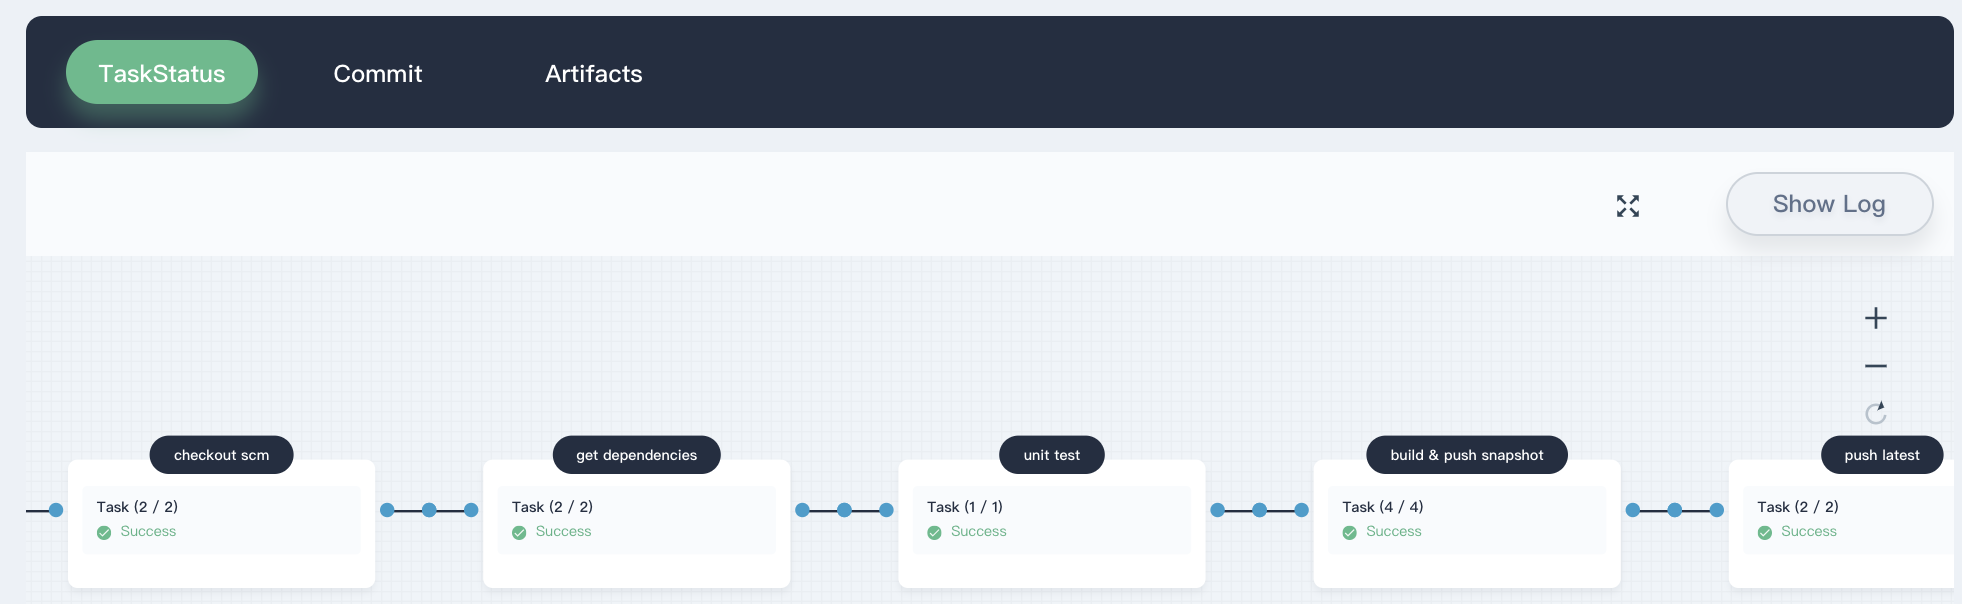 TaskStatus
Commit
Artifacts
Show Log
checkout scm
Task (2 / 2)
Success
get dependencies
Task (2 / 2)
Success
unit test
Task (1 / 1)
Success
build & push snapshot
Task (4 / 4)
Success
push latest
Task (2 / 2)
Success